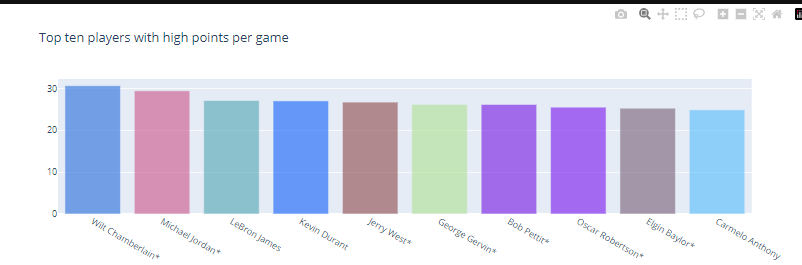 Top ten players with high points per game
30
20
10
0
Wilt Chamberlain*
Michael Jordan*
LeBron James
Kevin Durant
Jerry West*
George Gervin*
Bob Pettit*
Oscar Robertson*
Elgin Baylor*
Carmelo Anthony